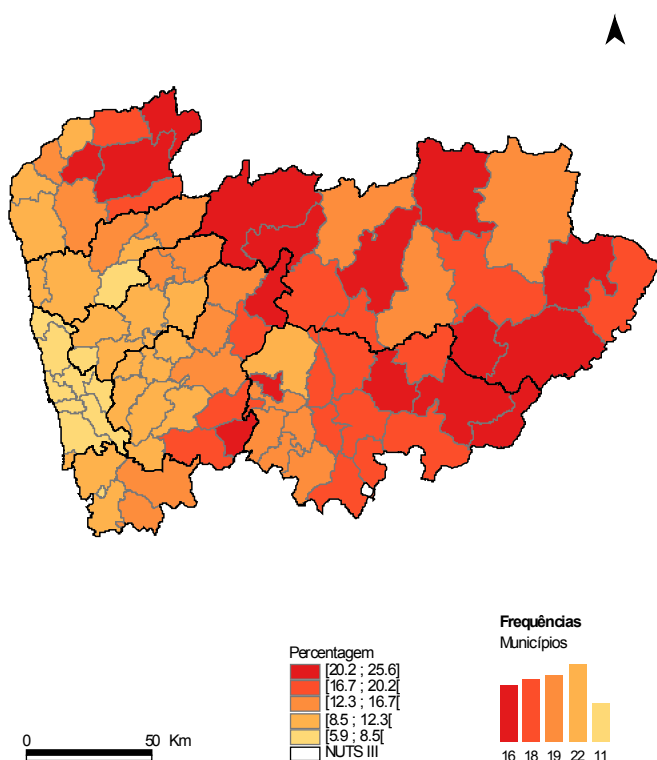 Frequências
Municípios
Percentagem
[20.2 ; 25.6]
[16.7 ; 20.2[
[12.3 ; 16.7[
[8.5 ; 12.3[
[5.9 ; 8.5[
NUTS III
0 50 Km
16 18 19 22 11